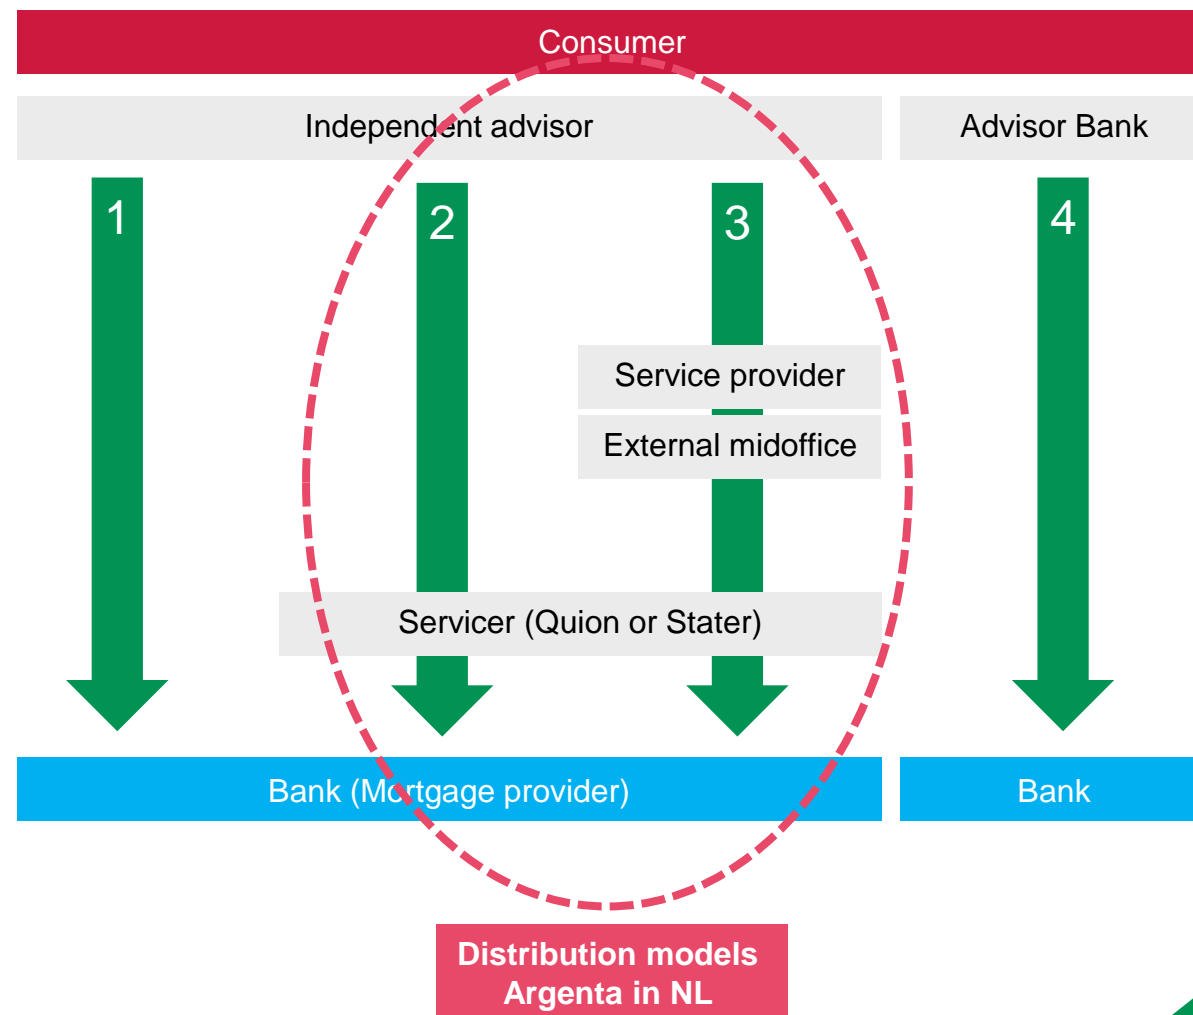 Consumer
Independent advisor
Advisor Bank
1
2
3
4
Service provider
External midoffice
Servicer (Quion or Stater)
Bank (Mortgage provider)
Bank
Distribution models
Argenta in NL